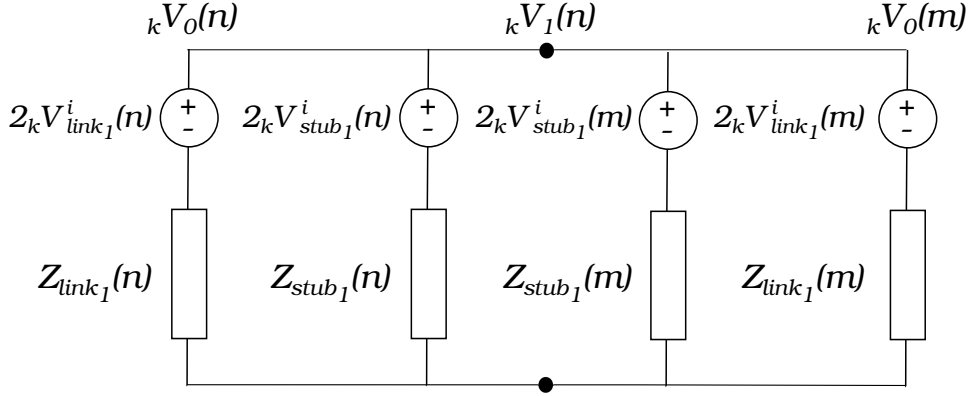 ₖV₀(n) ₖV₁(n) ₖV₀(m)
+ + + +
2ₖVⁱlink₁(n) 2ₖVⁱstub₁(n) 2ₖVⁱstub₁(m) 2ₖVⁱlink₁(m)
- - - -
Zlink₁(n) Zstub₁(n) Zstub₁(m) Zlink₁(m)